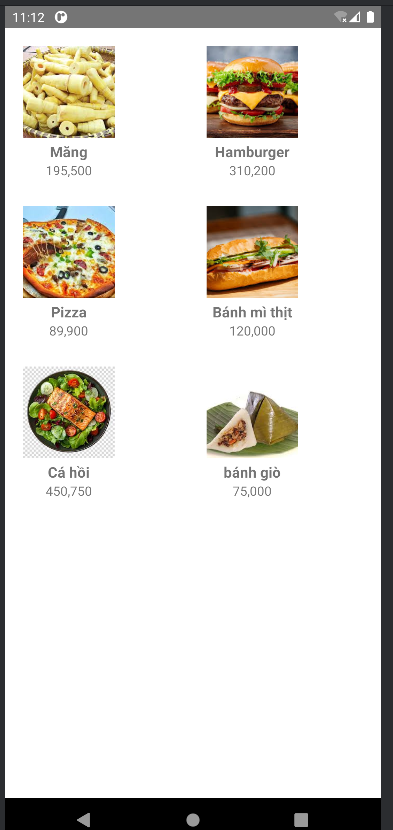 11:12
Măng
195,500
Hamburger
310,200
Pizza
89,900
Bánh mì thịt
120,000
Cá hồi
450,750
bánh giò
75,000